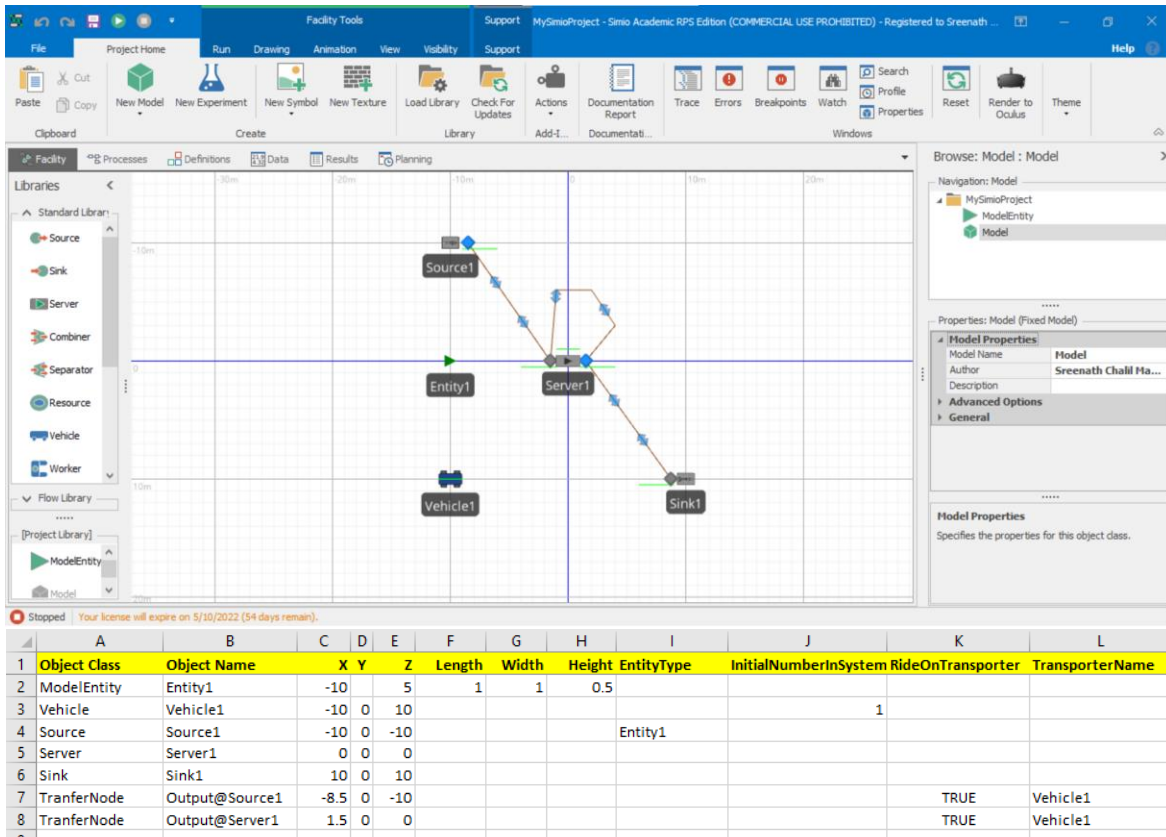 Facility Tools Support MySimioProject - Simio Academic RPS Edition (COMMERCIAL USE PROHIBITED) - Registered to Sreenath ...
File Project Home Run Drawing Animation View Visibility Support Help
Paste Cut Copy New Model New Experiment New Symbol New Texture Load Library Check For Updates Actions Documentation Report Trace Errors Breakpoints Watch Search Profile Properties Reset Render to Oculus Theme
Clipboard Create Library Add-I... Documentati... Windows
Facility Processes Definitions Data Results Planning Browse: Model : Model
Libraries
Standard Librar
Source
Sink
Server
Combiner
Separator
Resource
Vehicle
Worker
Flow Library
[Project Library]
ModelEntity
Model
-30m -20m -10m 0 10m 20m
-10m
0
10m
20m
Source1
Entity1
Server1
Vehicle1
Sink1
Navigation: Model
MySimioProject
ModelEntity
Model
Properties: Model (Fixed Model)
Model Properties
Model Name Model
Author Sreenath Chalil Ma...
Description
Advanced Options
General
Model Properties
Specifies the properties for this object class.
Stopped Your license will expire on 5/10/2022 (54 days remain).
A B C D E F G H I J K L
1 Object Class Object Name X Y Z Length Width Height EntityType InitialNumberInSystem RideOnTransporter TransporterName
2 ModelEntity Entity1 -10 5 1 1 0.5
3 Vehicle Vehicle1 -10 0 10 1
4 Source Source1 -10 0 -10 Entity1
5 Server Server1 0 0 0
6 Sink Sink1 10 0 10
7 TranferNode Output@Source1 -8.5 0 -10 TRUE Vehicle1
8 TranferNode Output@Server1 1.5 0 0 TRUE Vehicle1